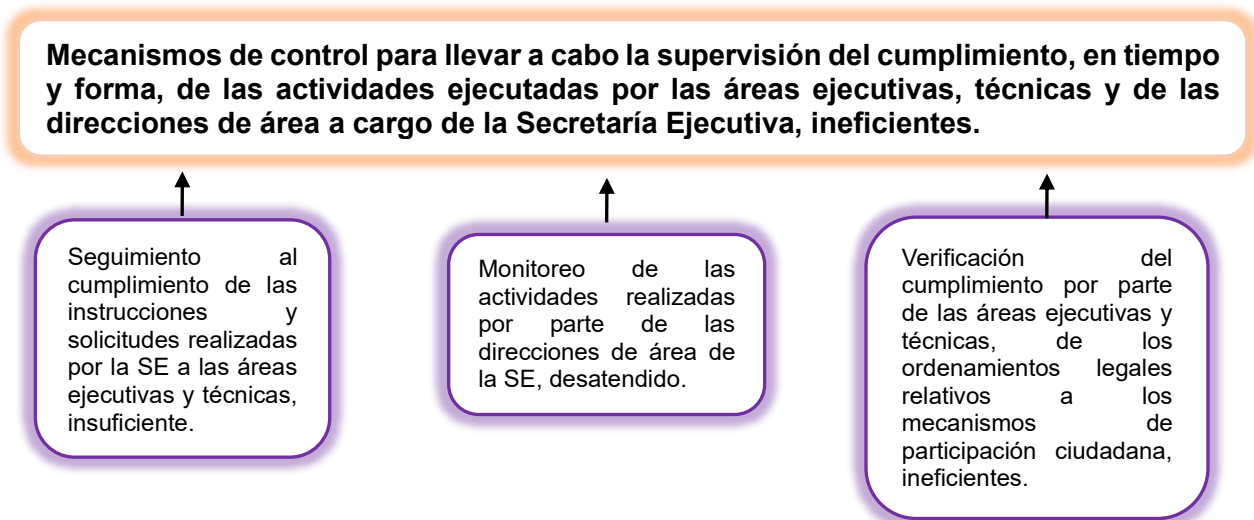 Mecanismos de control para llevar a cabo la supervisión del cumplimiento, en tiempo
y forma, de las actividades ejecutadas por las áreas ejecutivas, técnicas y de las
direcciones de área a cargo de la Secretaría Ejecutiva, ineficientes.
Seguimiento al
cumplimiento de las
instrucciones y
solicitudes realizadas
por la SE a las áreas
ejecutivas y técnicas,
insuficiente.
Monitoreo de las
actividades realizadas
por parte de las
direcciones de área de
la SE, desatendido.
Verificación del
cumplimiento por parte
de las áreas ejecutivas y
técnicas, de los
ordenamientos legales
relativos a los
mecanismos de
participación ciudadana,
ineficientes.